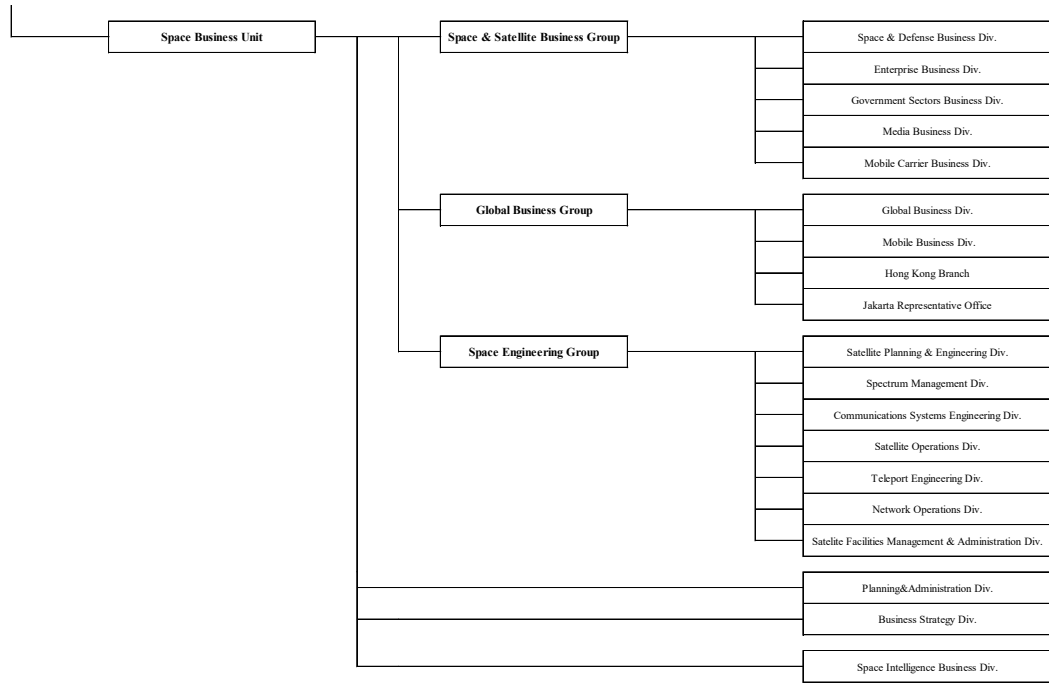 Space Business Unit
Space & Satellite Business Group
Space & Defense Business Div.
Enterprise Business Div.
Government Sectors Business Div.
Media Business Div.
Mobile Carrier Business Div.
Global Business Group
Global Business Div.
Mobile Business Div.
Hong Kong Branch
Jakarta Representative Office
Space Engineering Group
Satellite Planning & Engineering Div.
Spectrum Management Div.
Communications Systems Engineering Div.
Satellite Operations Div.
Teleport Engineering Div.
Network Operations Div.
Satelite Facilities Management & Administration Div.
Planning&Administration Div.
Business Strategy Div.
Space Intelligence Business Div.